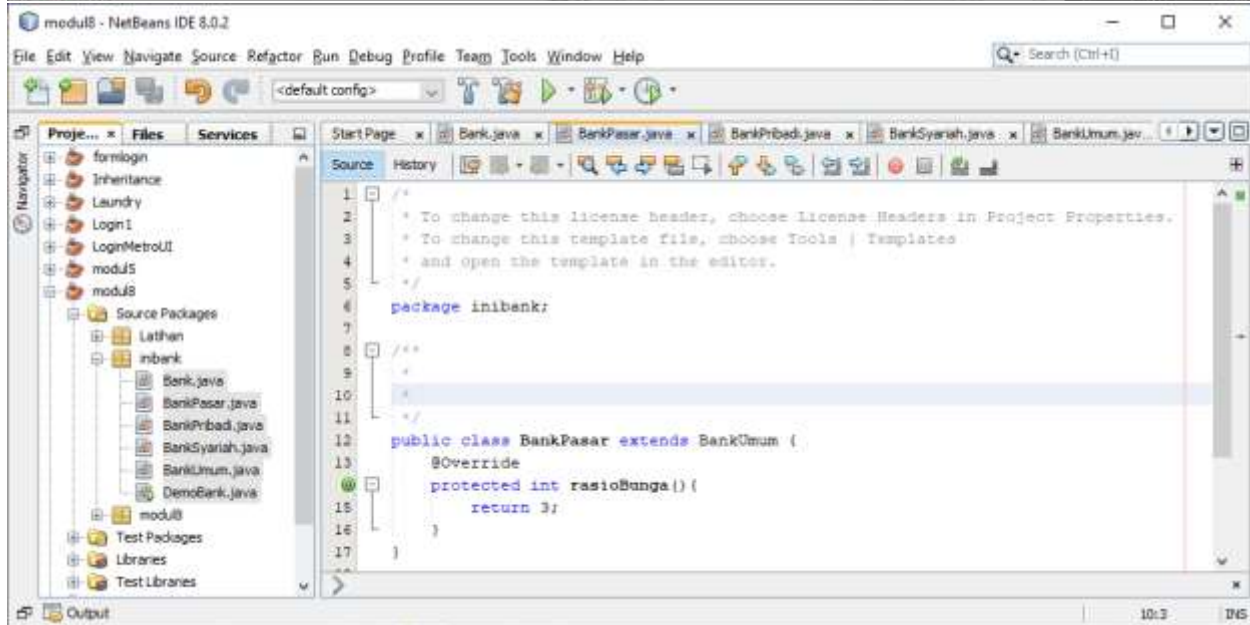 modul8 - NetBeans IDE 8.0.2
File Edit View Navigate Source Refactor Run Debug Profile Team Tools Window Help
Search (Ctrl+I)
<default config>
Proje... Files Services
Start Page Bank.java BankPasar.java BankPribadi.java BankSyariah.java BankUmum.jav...
Navigator
Source History
formlogin
Inheritance
Laundry
Login1
LoginMetroUI
modul5
modul8
Source Packages
Latihan
inibank
Bank.java
BankPasar.java
BankPribadi.java
BankSyariah.java
BankUmum.java
DemoBank.java
modul8
Test Packages
Libraries
Test Libraries
1 /*
2 * To change this license header, choose License Headers in Project Properties.
3 * To change this template file, choose Tools | Templates
4 * and open the template in the editor.
5 */
6 package inibank;
7
8 /**
9 *
10 *
11 */
12 public class BankPasar extends BankUmum {
13 @Override
protected int rasioBunga(){
15 return 3;
16 }
17 }
Output
10:3 INS